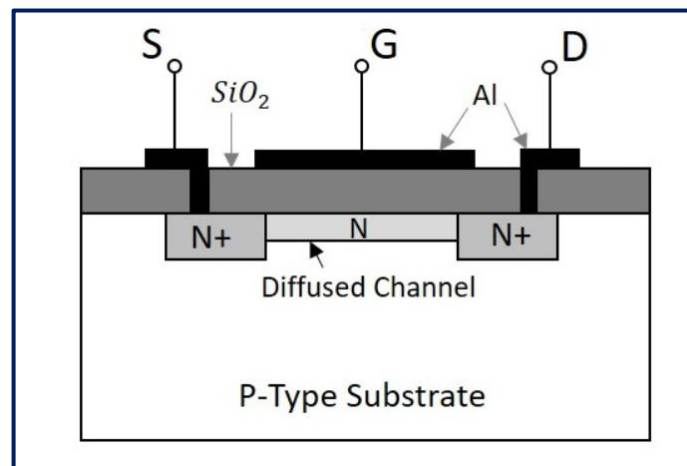 S G D
SiO₂ Al
N+ N N+
Diffused Channel
P-Type Substrate